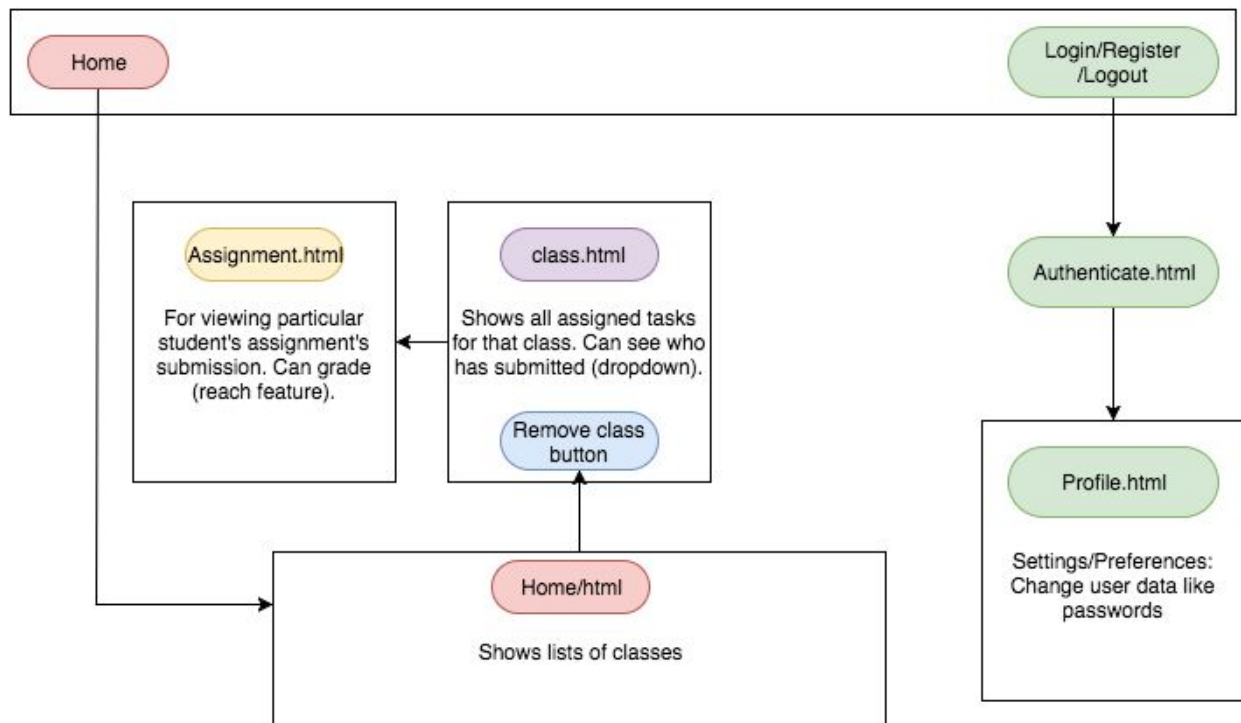 Home
Login/Register
/Logout
Assignment.html
For viewing particular
student's assignment's
submission. Can grade
(reach feature).
class.html
Shows all assigned tasks
for that class. Can see who
has submitted (dropdown).
Remove class
button
Authenticate.html
Profile.html
Settings/Preferences:
Change user data like
passwords
Home/html
Shows lists of classes